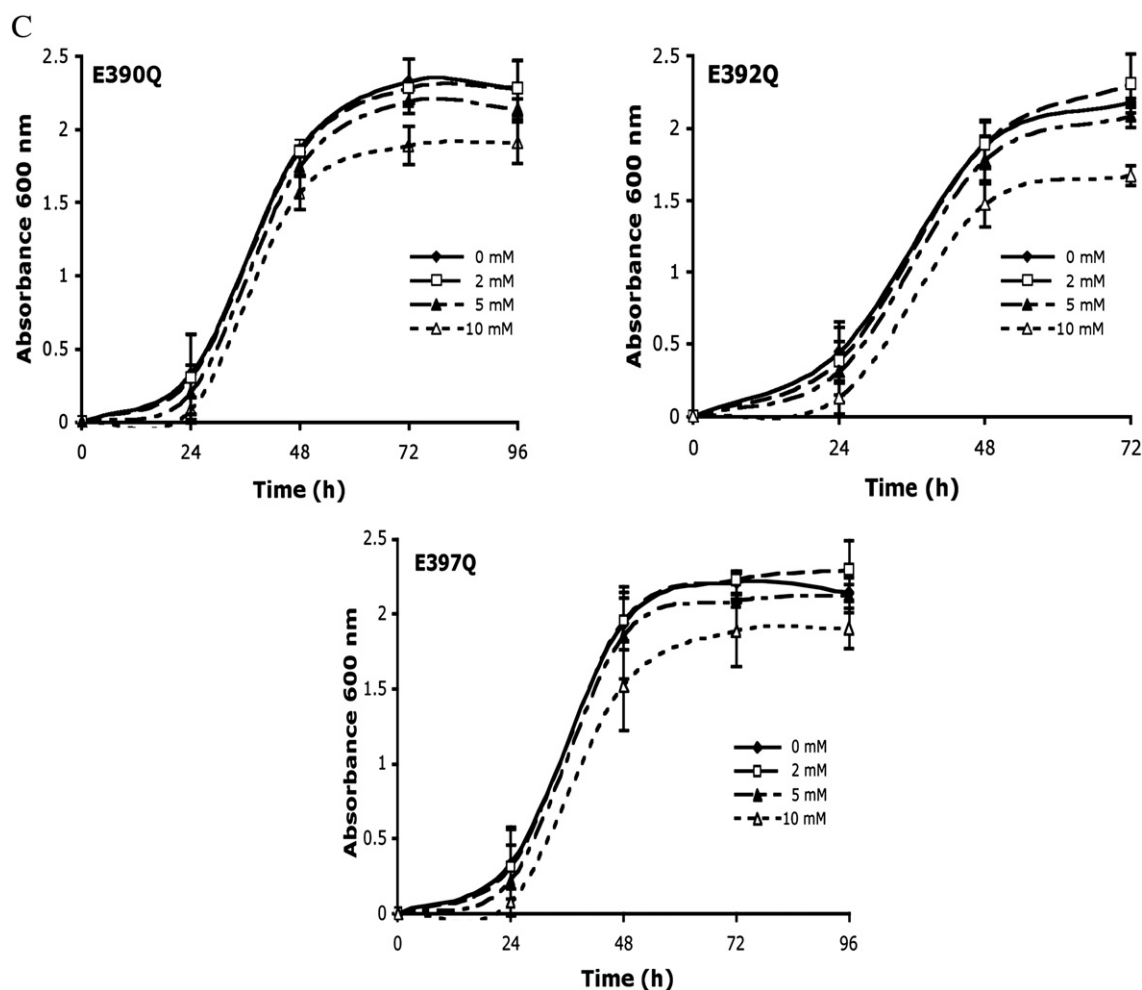 C
E390Q
2.5
2
1.5
1
0.5
0
Absorbance 600 nm
0 mM
2 mM
5 mM
10 mM
0 24 48 72 96
Time (h)
E392Q
2.5
2
1.5
1
0.5
0
Absorbance 600 nm
0 mM
2 mM
5 mM
10 mM
0 24 48 72
Time (h)
E397Q
2.5
2
1.5
1
0.5
0
Absorbance 600 nm
0 mM
2 mM
5 mM
10 mM
0 24 48 72 96
Time (h)